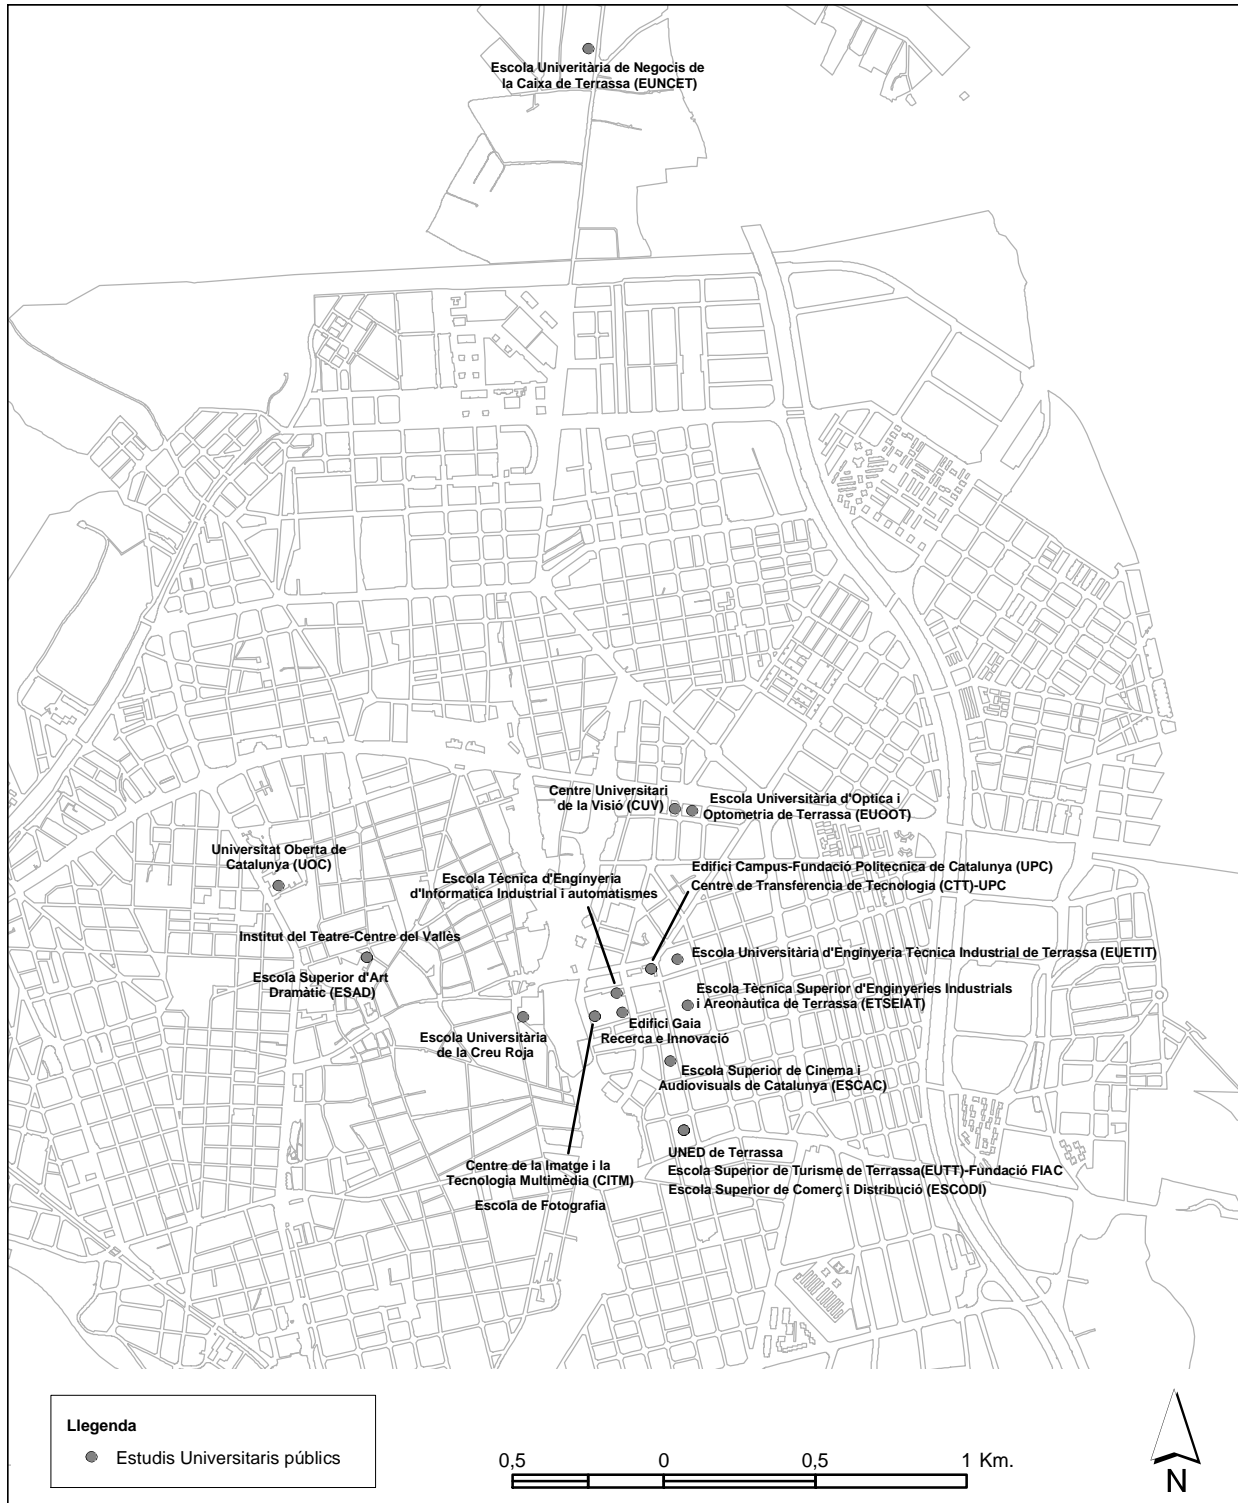 Escola Univeritària de Negocis de
la Caixa de Terrassa (EUNCET)
Centre Universitari
de la Visió (CUV)
Escola Universitària d'Optica i
Optometria de Terrassa (EUOOT)
Universitat Oberta de
Catalunya (UOC)
Escola Técnica d'Enginyeria
d'Informatica Industrial i automatismes
Edifici Campus-Fundació Politecnica de Catalunya (UPC)
Centre de Transferencia de Tecnologia (CTT)-UPC
Institut del Teatre-Centre del Vallès
Escola Superior d'Art
Dramàtic (ESAD)
Escola Universitària d'Enginyeria Tècnica Industrial de Terrassa (EUETIT)
Escola Tècnica Superior d'Enginyeries Industrials
i Areonàutica de Terrassa (ETSEIAT)
Edifici Gaia
Recerca e Innovació
Escola Universitària
de la Creu Roja
Escola Superior de Cinema i
Audiovisuals de Catalunya (ESCAC)
UNED de Terrassa
Escola Superior de Turisme de Terrassa(EUTT)-Fundació FIAC
Escola Superior de Comerç i Distribució (ESCODI)
Centre de la Imatge i la
Tecnologia Multimèdia (CITM)
Escola de Fotografia
Llegenda
Estudis Universitaris públics
0,5 0 0,5 1 Km.
N